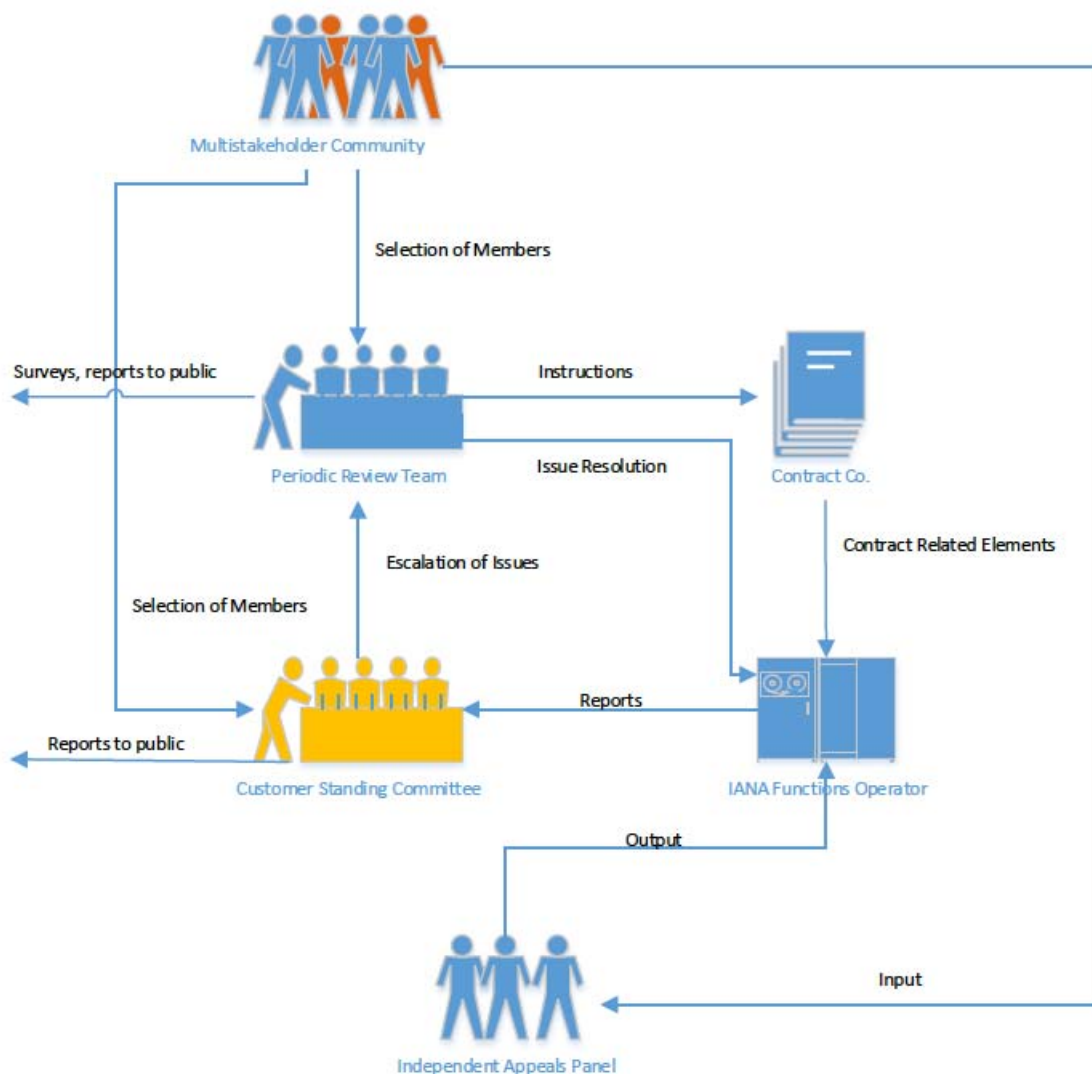 Multistakeholder Community
Selection of Members
Surveys, reports to public
Instructions
Issue Resolution
Periodic Review Team
Contract Co.
Escalation of Issues
Contract Related Elements
Selection of Members
Reports
Reports to public
Customer Standing Committee
IANA Functions Operator
Output
Input
Independent Appeals Panel